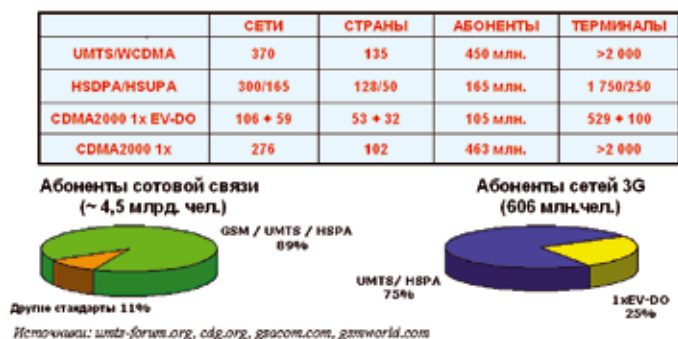 СЕТИ СТРАНЫ АБОНЕНТЫ ТЕРМИНАЛЫ
UMTS/WCDMA 370 135 450 млн. >2 000
HSDPA/HSUPA 300/165 128/50 165 млн. 1 750/250
CDMA2000 1x EV-DO 106 + 59 53 + 32 105 млн. 529 + 100
CDMA2000 1x 276 102 463 млн. >2 000
Абоненты сотовой связи
(~ 4,5 млрд. чел.)
GSM / UMTS / HSPA
89%
Другие стандарты 11%
Абоненты сетей 3G
(606 млн.чел.)
UMTS/ HSPA
75%
1xEV-DO
25%
Источники: umts-forum.org, cdg.org, gsacom.com, gsmworld.com